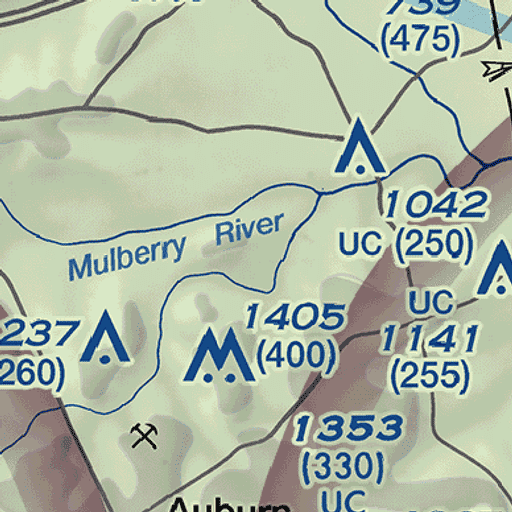 739
(475)
1042
UC (250)
Mulberry River
UC
1405
1141
(400)
(255)
237
260)
1353
(330)
UC
Auburn